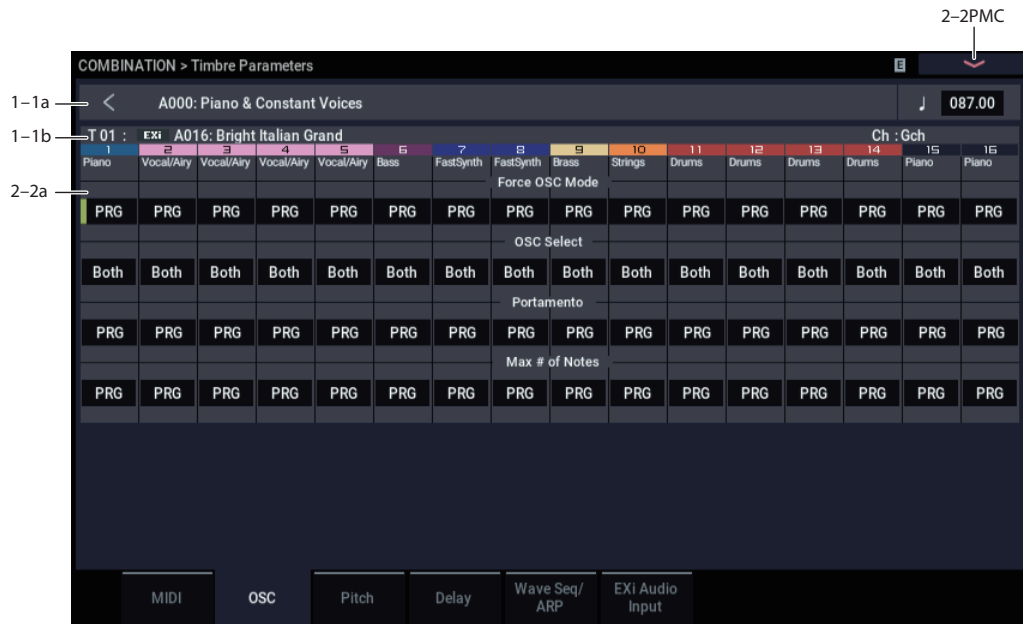 2–2PMC
COMBINATION > Timbre Parameters E
1–1a < A000: Piano & Constant Voices ♩ 087.00
1–1b T 01 : EXi A016: Bright Italian Grand Ch : Gch
1 2 3 4 5 6 7 8 9 10 11 12 13 14 15 16
Piano Vocal/Airy Vocal/Airy Vocal/Airy Vocal/Airy Bass FastSynth FastSynth Brass Strings Drums Drums Drums Drums Piano Piano
Force OSC Mode
2–2a
PRG PRG PRG PRG PRG PRG PRG PRG PRG PRG PRG PRG PRG PRG PRG PRG
OSC Select
Both Both Both Both Both Both Both Both Both Both Both Both Both Both Both Both
Portamento
PRG PRG PRG PRG PRG PRG PRG PRG PRG PRG PRG PRG PRG PRG PRG PRG
Max # of Notes
PRG PRG PRG PRG PRG PRG PRG PRG PRG PRG PRG PRG PRG PRG PRG PRG
MIDI OSC Pitch Delay Wave Seq/ EXi Audio
ARP Input